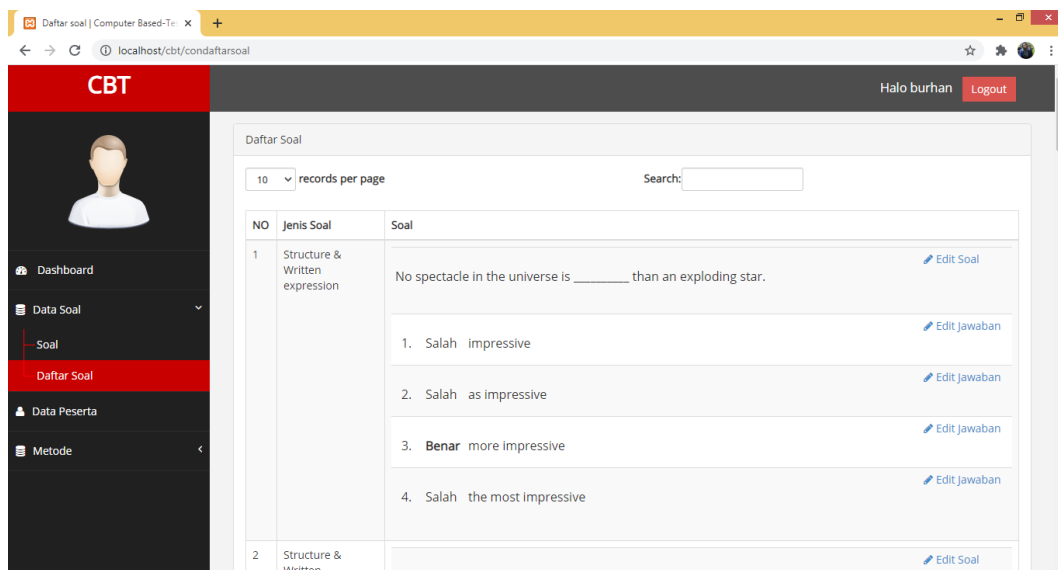 Daftar soal | Computer Based-Te
localhost/cbt/condaftarsoal
CBT
Halo burhan Logout
Dashboard
Data Soal
Soal
Daftar Soal
Data Peserta
Metode
Daftar Soal
10 records per page Search:
NO Jenis Soal Soal
1 Structure & Written expression
Edit Soal
No spectacle in the universe is _________ than an exploding star.
Edit Jawaban
1. Salah impressive
Edit Jawaban
2. Salah as impressive
Edit Jawaban
3. Benar more impressive
Edit Jawaban
4. Salah the most impressive
2 Structure &
Written
Edit Soal